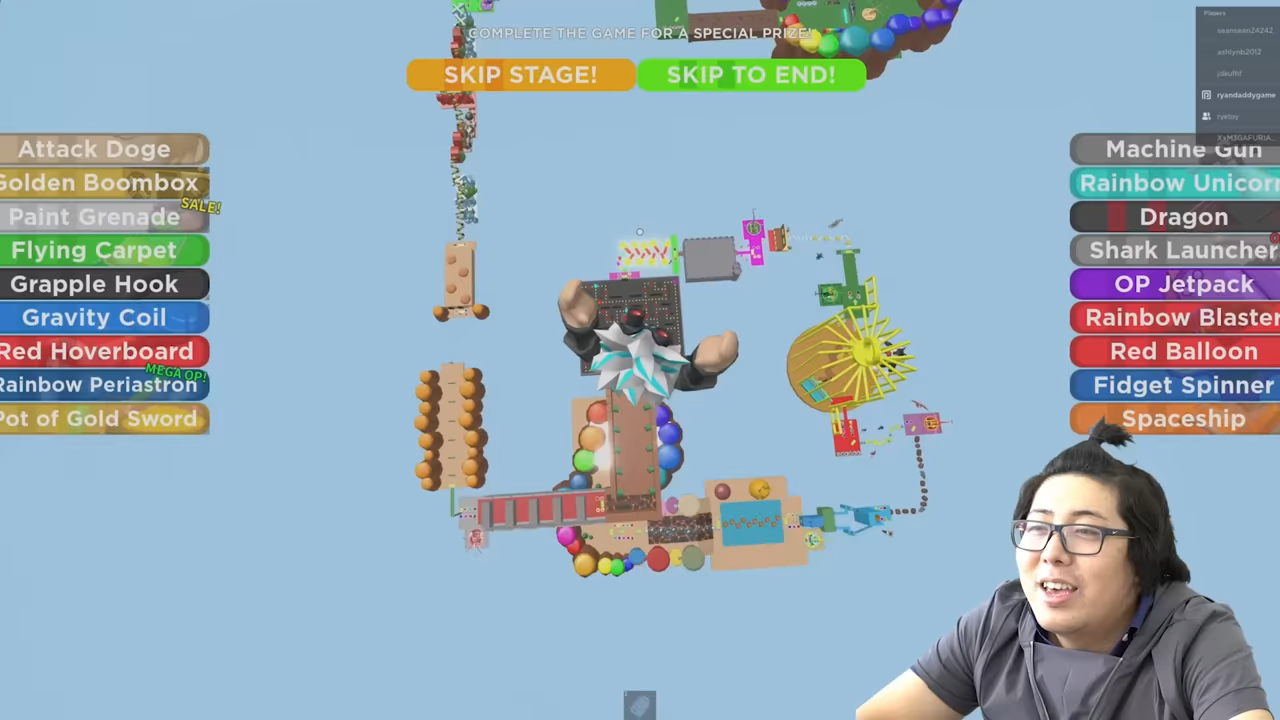 COMPLETE THE GAME FOR A SPECIAL PRIZE!
SKIP STAGE!
SKIP TO END!
Attack Doge
Golden Boombox
SALE!
Paint Grenade
Flying Carpet
Grapple Hook
Gravity Coil
Red Hoverboard
MEGA OP!
Rainbow Periastron
Pot of Gold Sword
Players
seanseen24242
ashlynb2012
ryandaddygame
Machine Gun
Rainbow Unicorn
Dragon
Shark Launcher
OP Jetpack
Rainbow Blaster
Red Balloon
Fidget Spinner
Spaceship